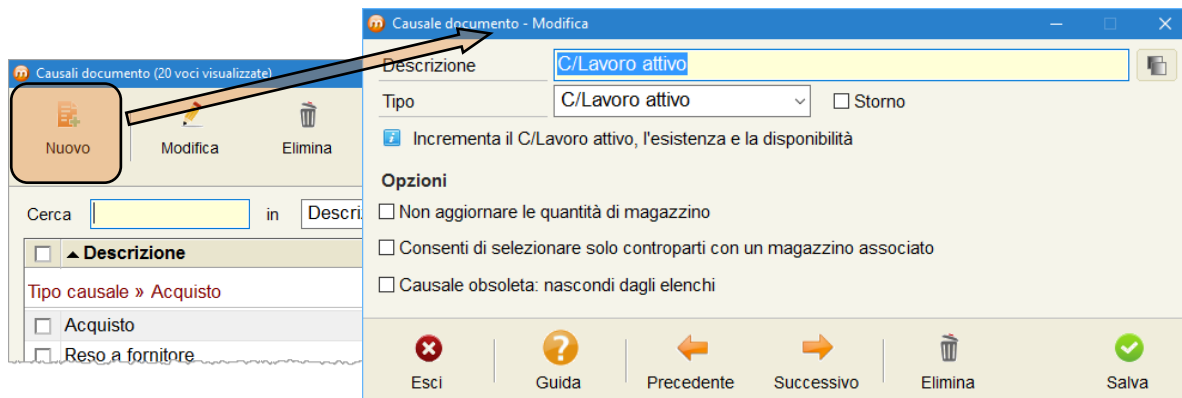 Causali documento (20 voci visualizzate)
Nuovo
Modifica
Elimina
Cerca
in
Descri
Descrizione
Tipo causale » Acquisto
Acquisto
Reso a fornitore
Causale documento - Modifica
Descrizione
C/Lavoro attivo
Tipo
C/Lavoro attivo
Storno
Incrementa il C/Lavoro attivo, l'esistenza e la disponibilità
Opzioni
Non aggiornare le quantità di magazzino
Consenti di selezionare solo controparti con un magazzino associato
Causale obsoleta: nascondi dagli elenchi
Esci
Guida
Precedente
Successivo
Elimina
Salva